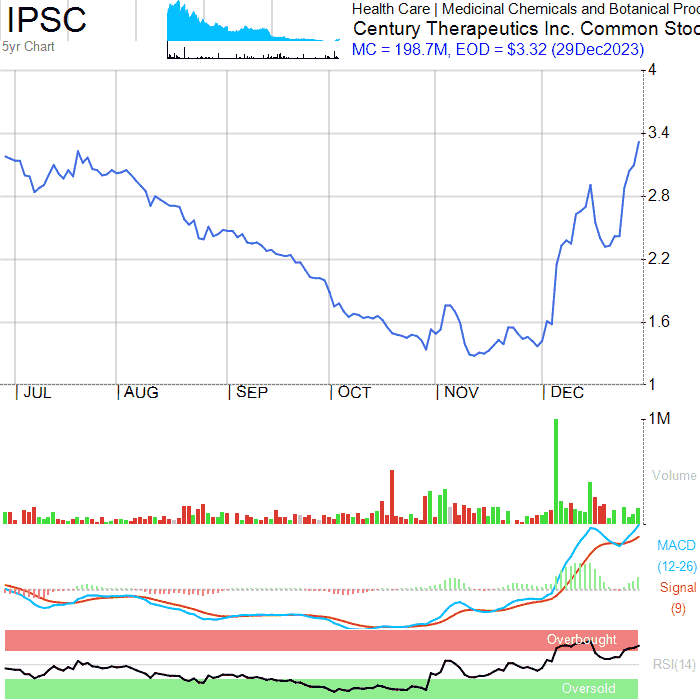 IPSC
5yr Chart
Health Care | Medicinal Chemicals and Botanical Proc
Century Therapeutics Inc. Common Stoc
MC = 198.7M, EOD = $3.32 (29Dec2023)
4
3.4
2.8
2.2
1.6
1
JUL AUG SEP OCT NOV DEC
1M
Volume
MACD
(12-26)
Signal
(9)
Overbought
RSI(14)
Oversold